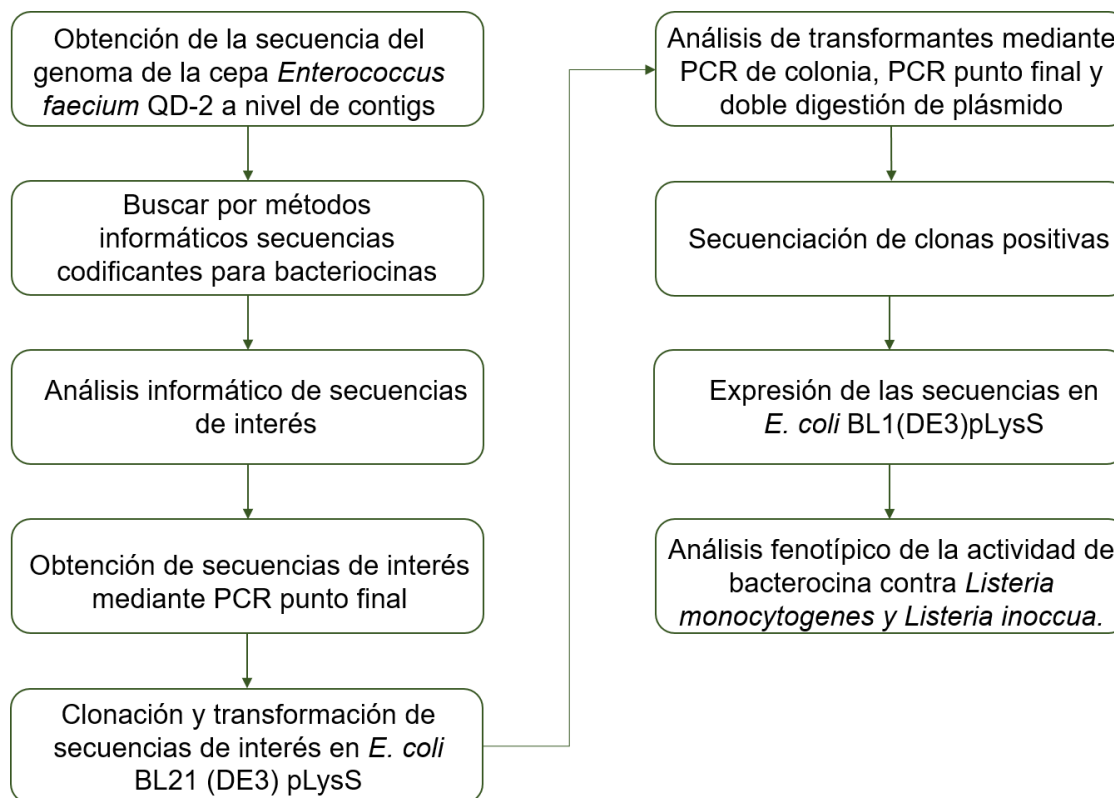 Obtención de la secuencia del
genoma de la cepa Enterococcus
faecium QD-2 a nivel de contigs
Buscar por métodos
informáticos secuencias
codificantes para bacteriocinas
Análisis informático de secuencias
de interés
Obtención de secuencias de interés
mediante PCR punto final
Clonación y transformación de
secuencias de interés en E. coli
BL21 (DE3) pLysS
Análisis de transformantes mediante
PCR de colonia, PCR punto final y
doble digestión de plásmido
Secuenciación de clonas positivas
Expresión de las secuencias en
E. coli BL1(DE3)pLysS
Análisis fenotípico de la actividad de
bacterocina contra Listeria
monocytogenes y Listeria inoccua.